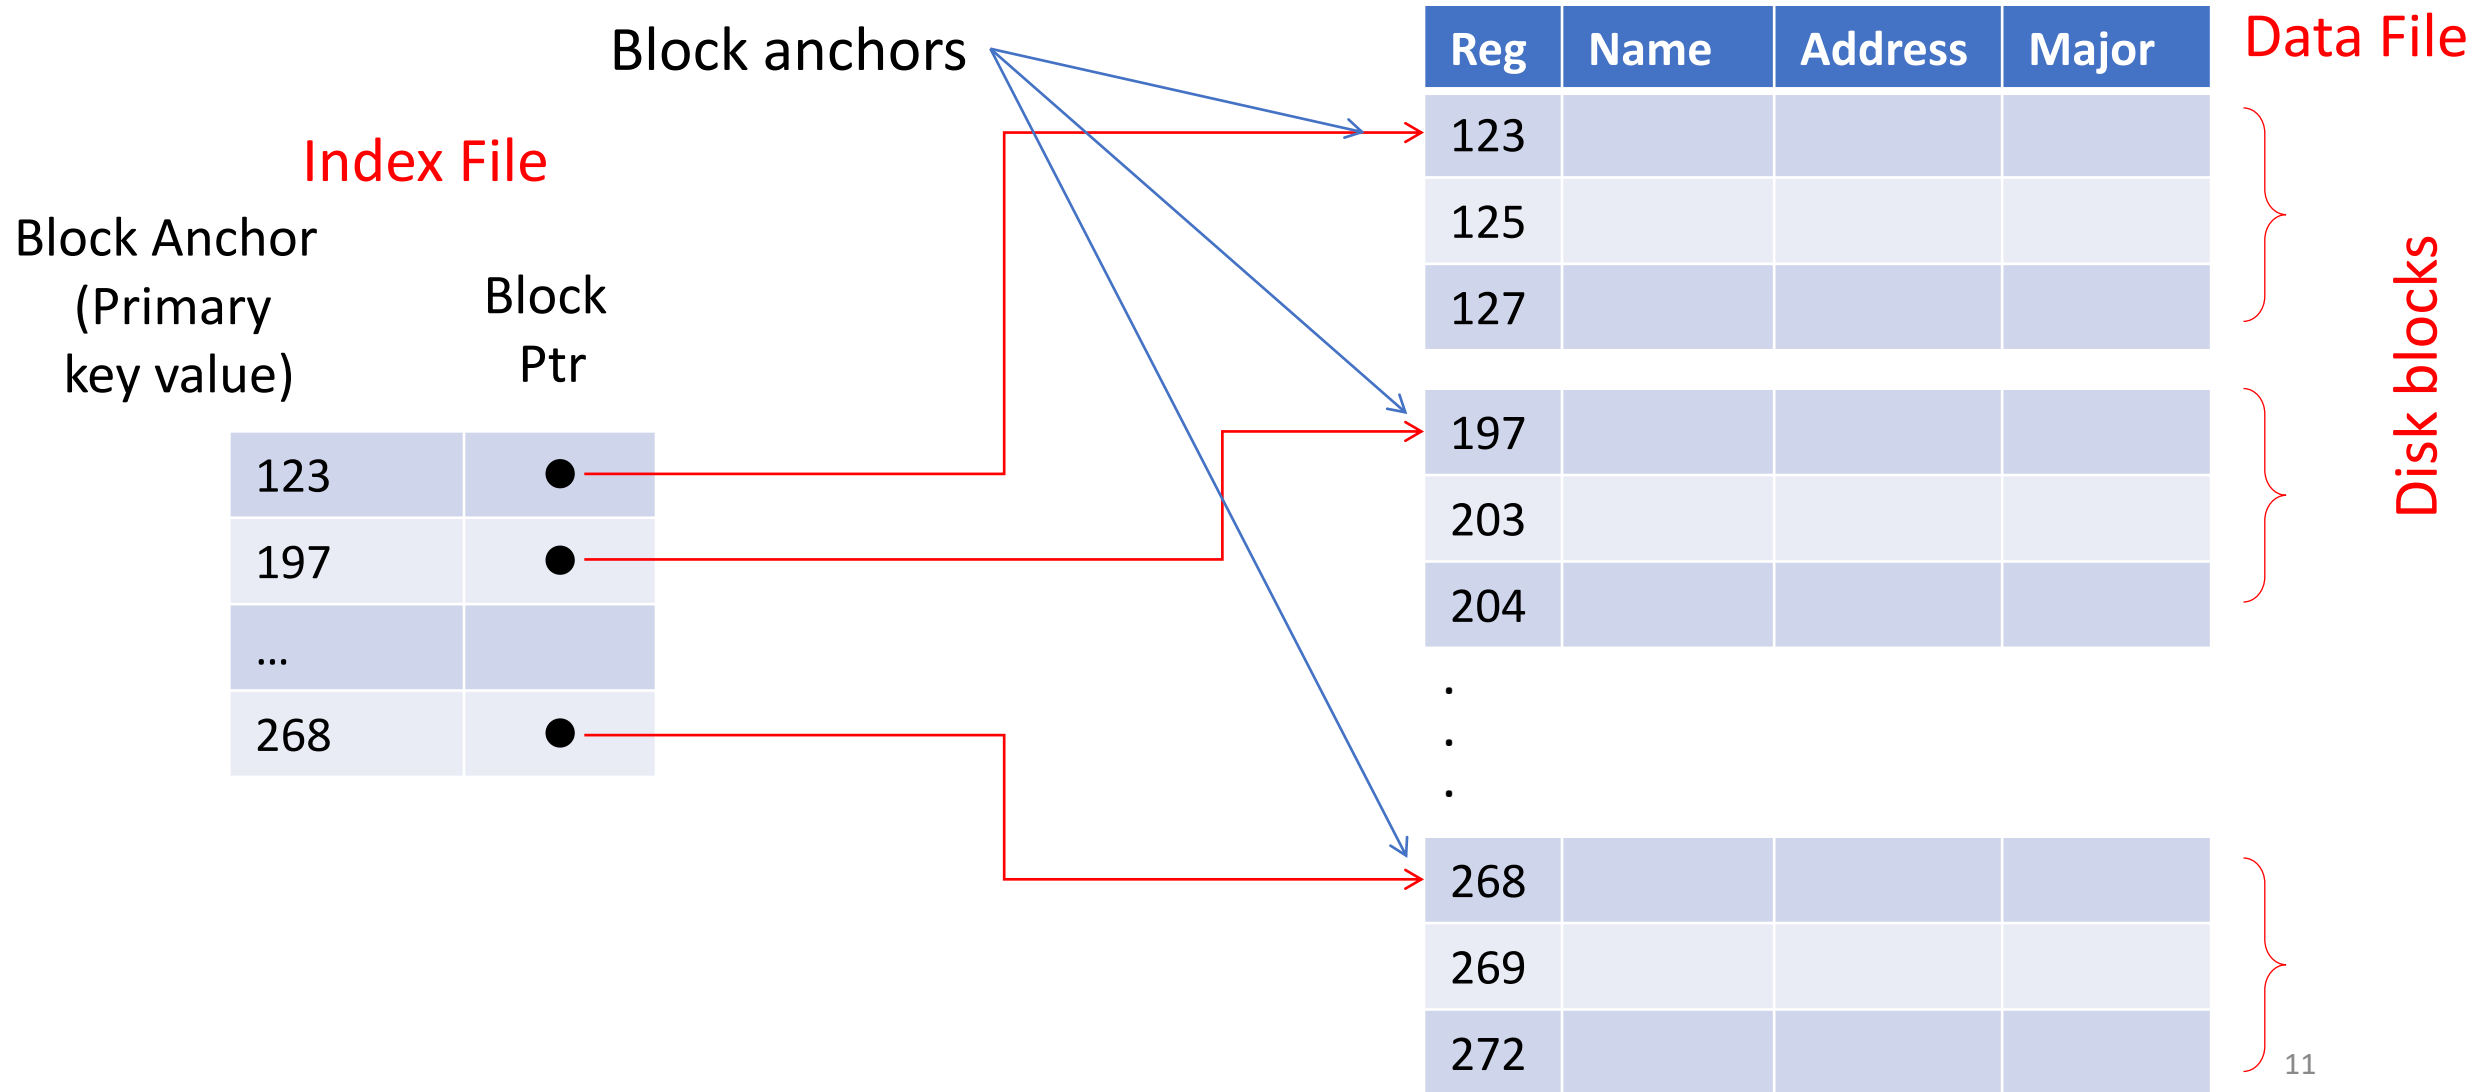 Block anchors
Index File
Block Anchor
(Primary
key value)
Block
Ptr
123
197
...
268
Reg Name Address Major
Data File
123
125
127
197
203
204
.
.
.
268
269
272
Disk blocks
11